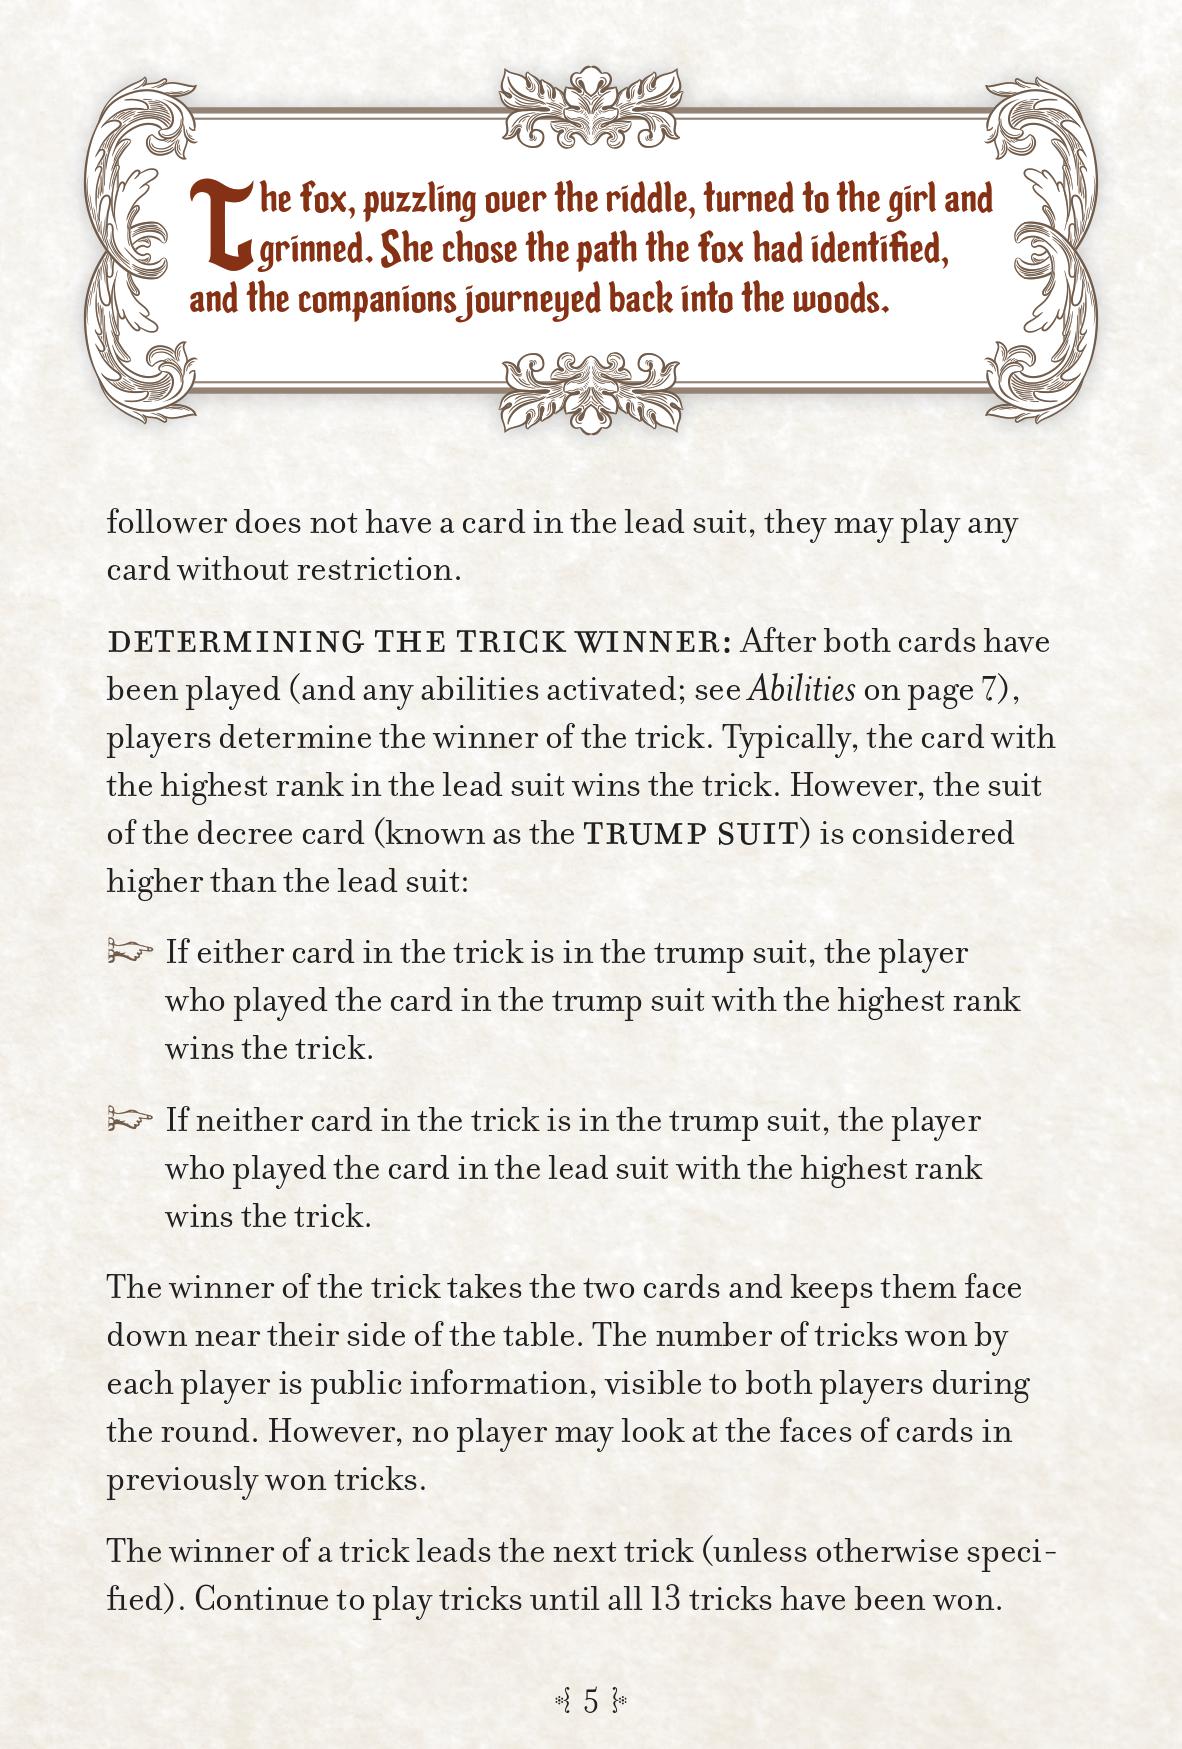 The fox, puzzling over the riddle, turned to the girl and
grinned. She chose the path the fox had identified,
and the companions journeyed back into the woods.
follower does not have a card in the lead suit, they may play any
card without restriction.
DETERMINING THE TRICK WINNER: After both cards have
been played (and any abilities activated; see Abilities on page 7),
players determine the winner of the trick. Typically, the card with
the highest rank in the lead suit wins the trick. However, the suit
of the decree card (known as the TRUMP SUIT) is considered
higher than the lead suit:
☞ If either card in the trick is in the trump suit, the player
who played the card in the trump suit with the highest rank
wins the trick.
☞ If neither card in the trick is in the trump suit, the player
who played the card in the lead suit with the highest rank
wins the trick.
The winner of the trick takes the two cards and keeps them face
down near their side of the table. The number of tricks won by
each player is public information, visible to both players during
the round. However, no player may look at the faces of cards in
previously won tricks.
The winner of a trick leads the next trick (unless otherwise speci-
fied). Continue to play tricks until all 13 tricks have been won.
5